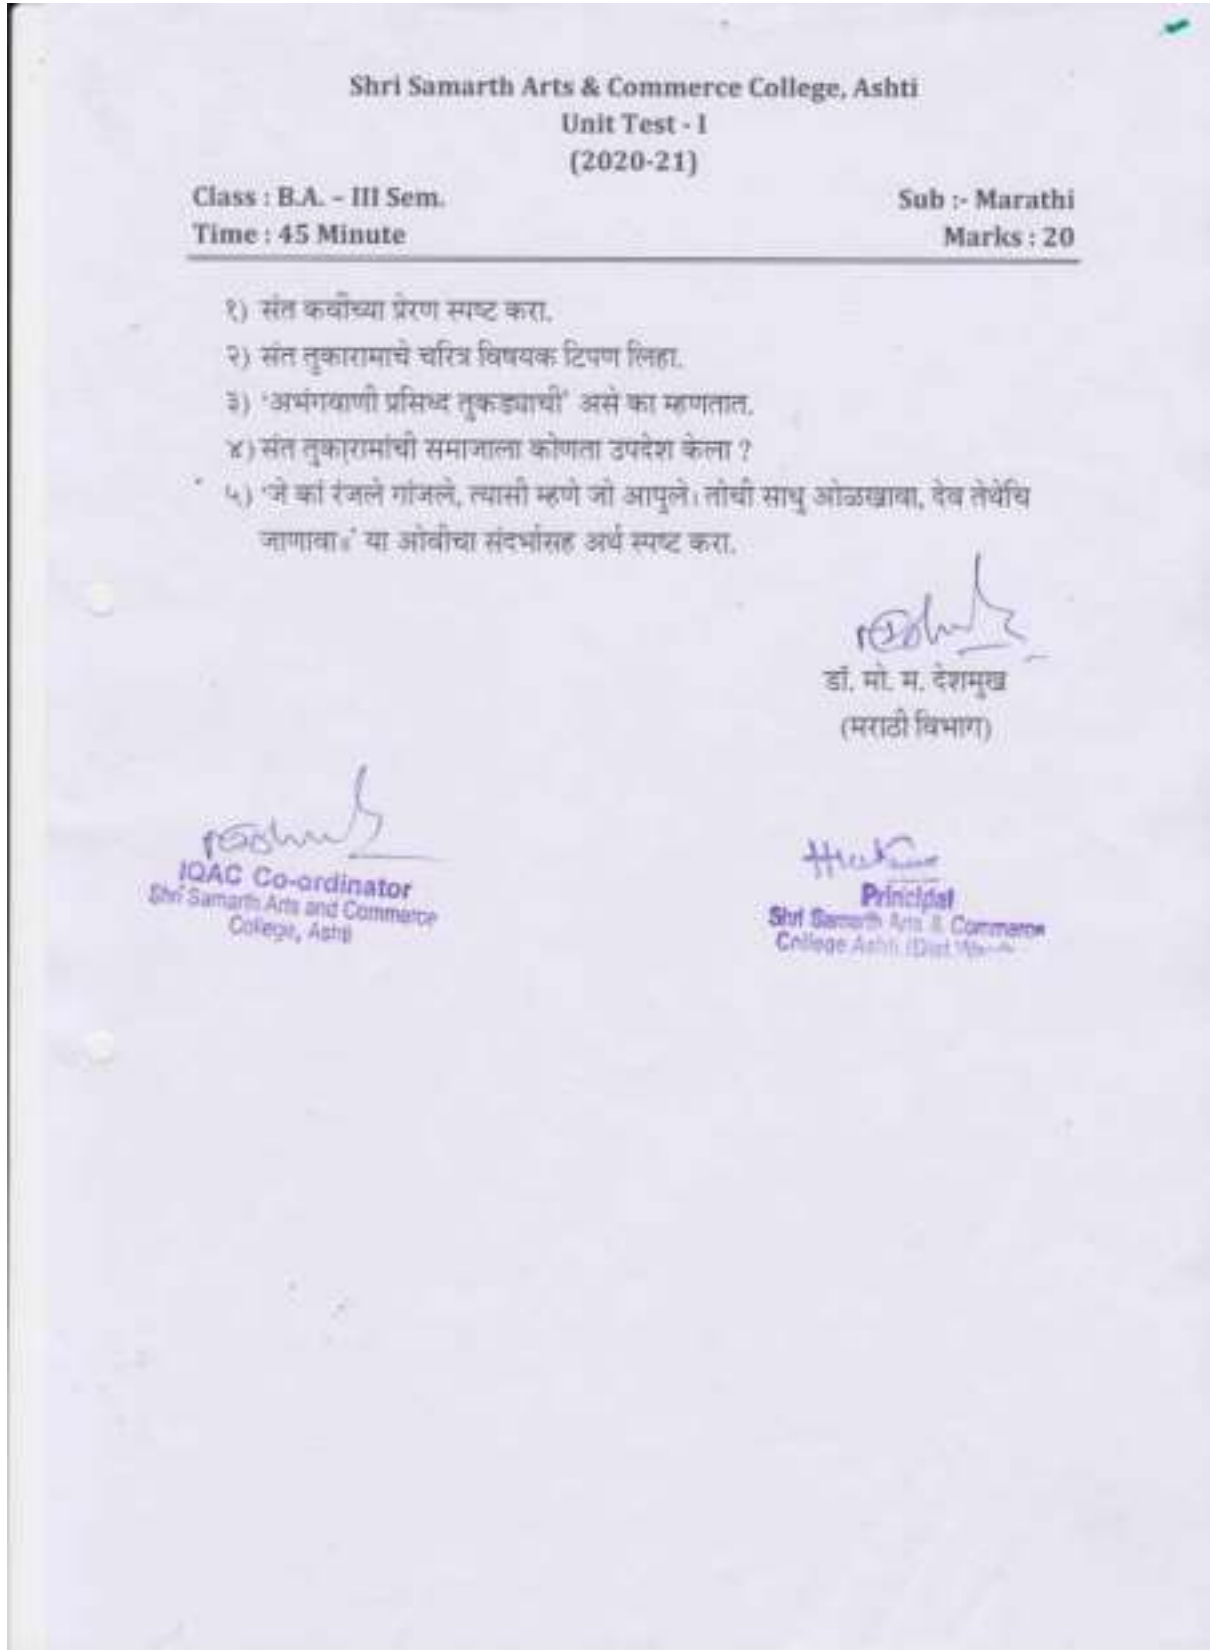 Shri Samarth Arts & Commerce College, Ashti
Unit Test - I
(2020-21)
Class : B.A. – III Sem.
Sub :- Marathi
Time : 45 Minute
Marks : 20
१) संत कवींच्या प्रेरण स्पष्ट करा.
२) संत तुकारामाचे चरित्र विषयक टिपण लिहा.
३) 'अभंगवाणी प्रसिध्द तुकड्याची' असे का म्हणतात.
४) संत तुकारामांची समाजाला कोणता उपदेश केला ?
५) 'जे का रंजले गांजले, त्यासी म्हणे जो आपुले। तोची साधु ओळखावा, देव तेथेचि
जाणावा॥' या ओवीचा संदर्भासह अर्थ स्पष्ट करा.
डॉ. मो. म. देशमुख
(मराठी विभाग)
IQAC Co-ordinator
Shri Samarth Arts and Commerce
College, Ashti
Principal
Shri Samarth Arts & Commerce
College Ashti (Dist.